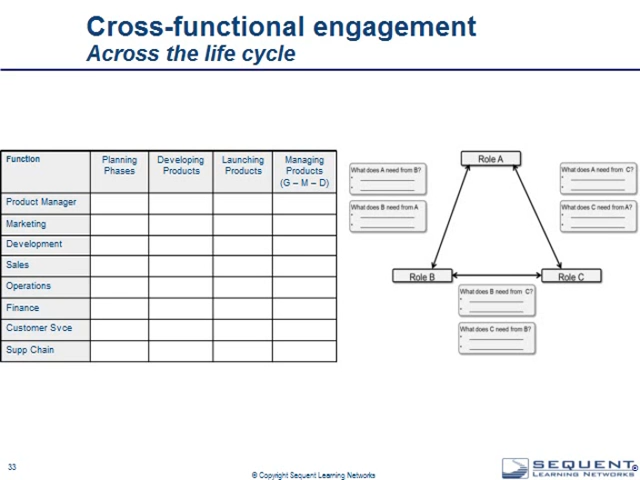 Cross-functional engagement
Across the life cycle
Function
Planning Phases
Developing Products
Launching Products
Managing Products (G – M – D)
Product Manager
Marketing
Development
Sales
Operations
Finance
Customer Svce
Supp Chain
Role A
What does A need from B?
What does B need from A
What does A need from C?
What does C need from A?
Role B
Role C
What does B need from C?
What does C need from B?
33
© Copyright Sequent Learning Networks
SEQUENT®
LEARNING NETWORKS